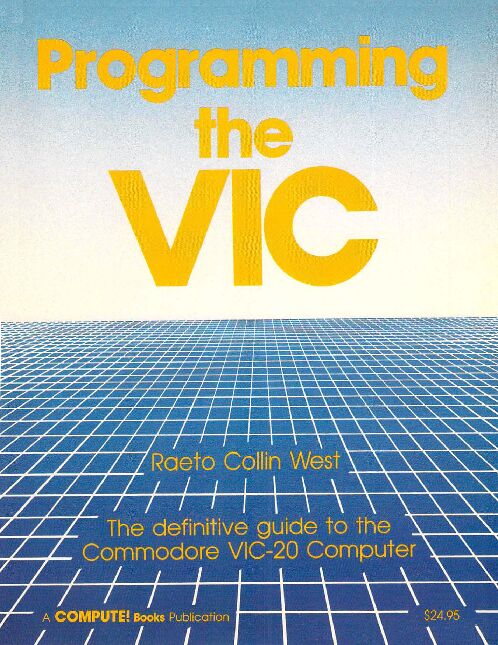 Programming
the
VIC
Raeto Collin West
The definitive guide to the
Commodore VIC-20 Computer
A COMPUTE! Books Publication
$24.95